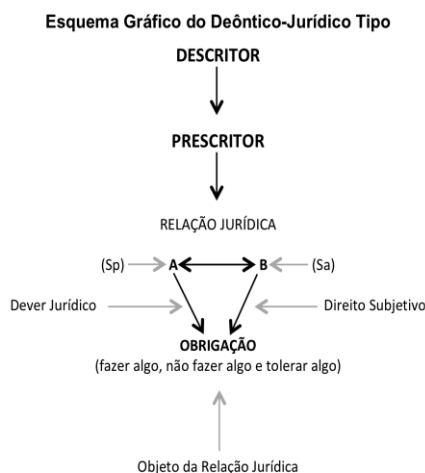 Esquema Gráfico do Deôntico-Jurídico Tipo
DESCRITOR
PRESCRITOR
RELAÇÃO JURÍDICA
(Sp) A B (Sa)
Dever Jurídico Direito Subjetivo
OBRIGAÇÃO
(fazer algo, não fazer algo e tolerar algo)
Objeto da Relação Jurídica